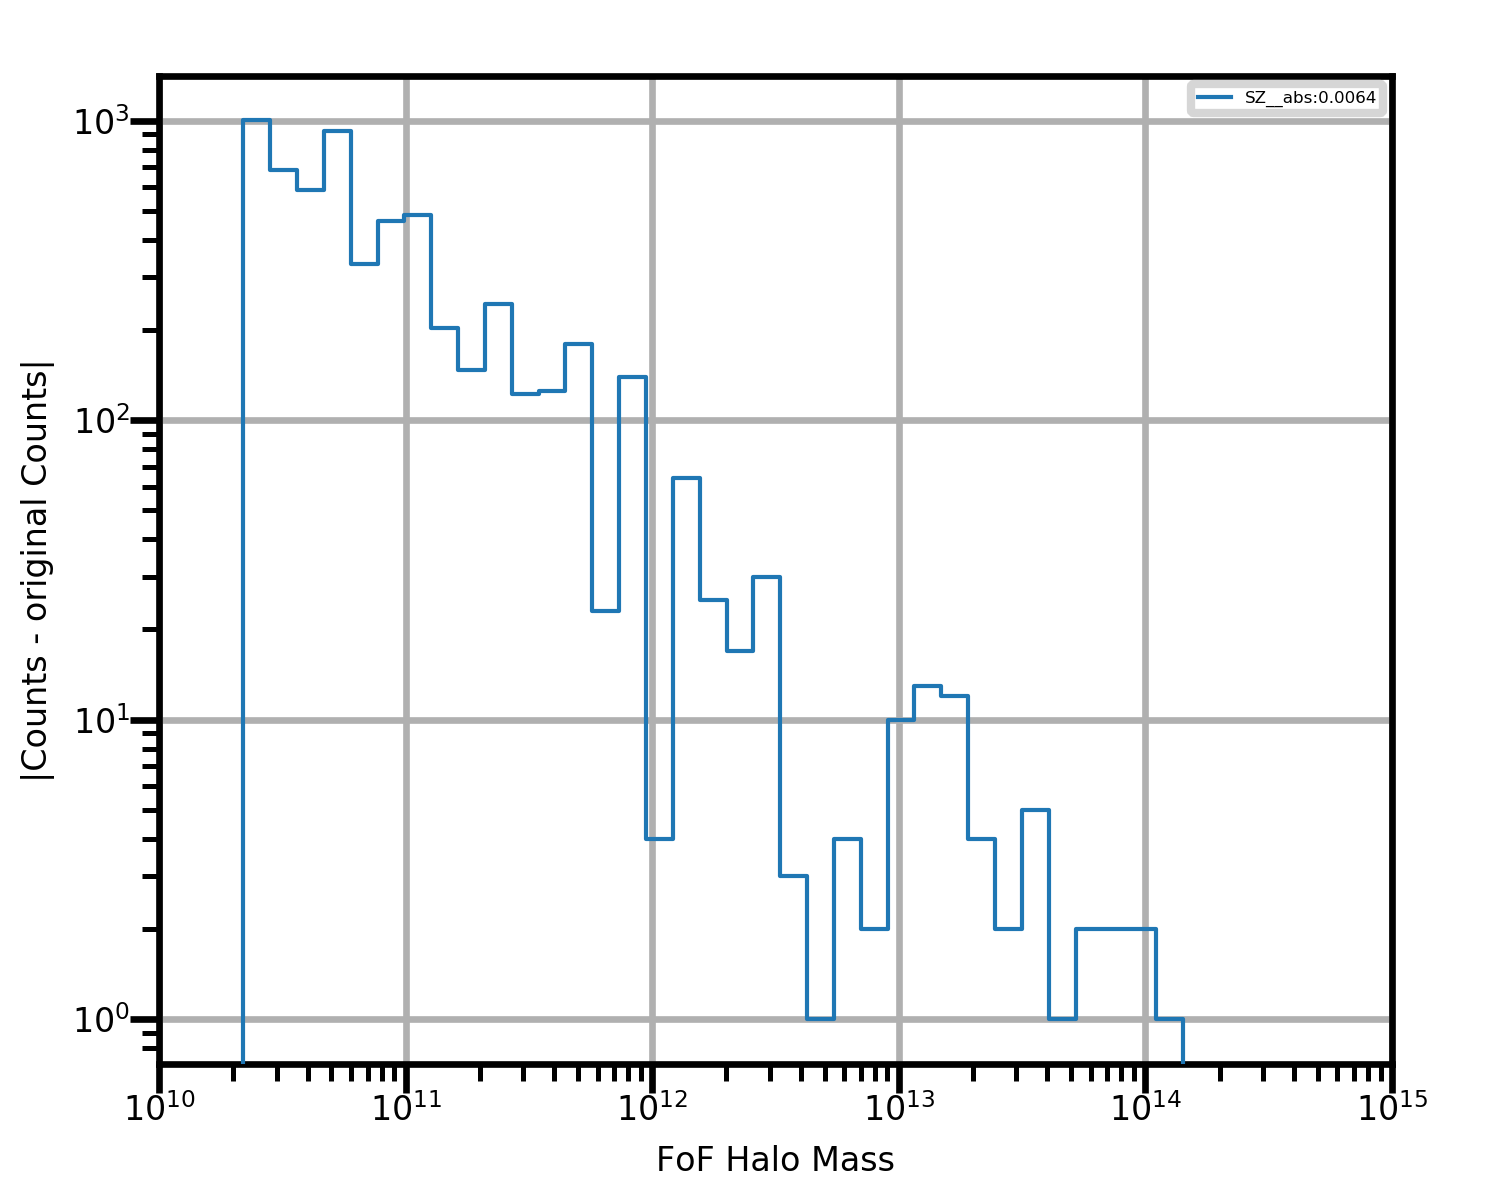 SZ__abs:0.0064
10³
10²
10¹
10⁰
|Counts - original Counts|
10¹⁰ 10¹¹ 10¹² 10¹³ 10¹⁴ 10¹⁵
FoF Halo Mass